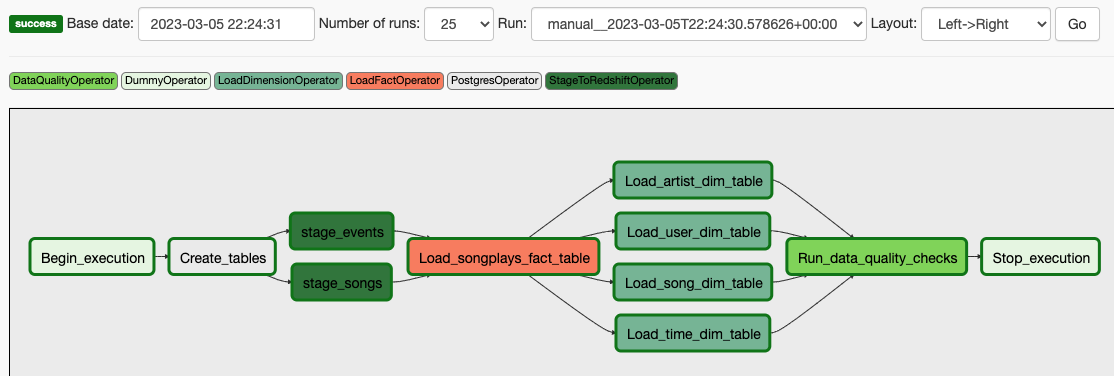 success Base date: 2023-03-05 22:24:31 Number of runs: 25 Run: manual__2023-03-05T22:24:30.578626+00:00 Layout: Left->Right Go
DataQualityOperator DummyOperator LoadDimensionOperator LoadFactOperator PostgresOperator StageToRedshiftOperator
Begin_execution
Create_tables
stage_events
stage_songs
Load_songplays_fact_table
Load_artist_dim_table
Load_user_dim_table
Load_song_dim_table
Load_time_dim_table
Run_data_quality_checks
Stop_execution